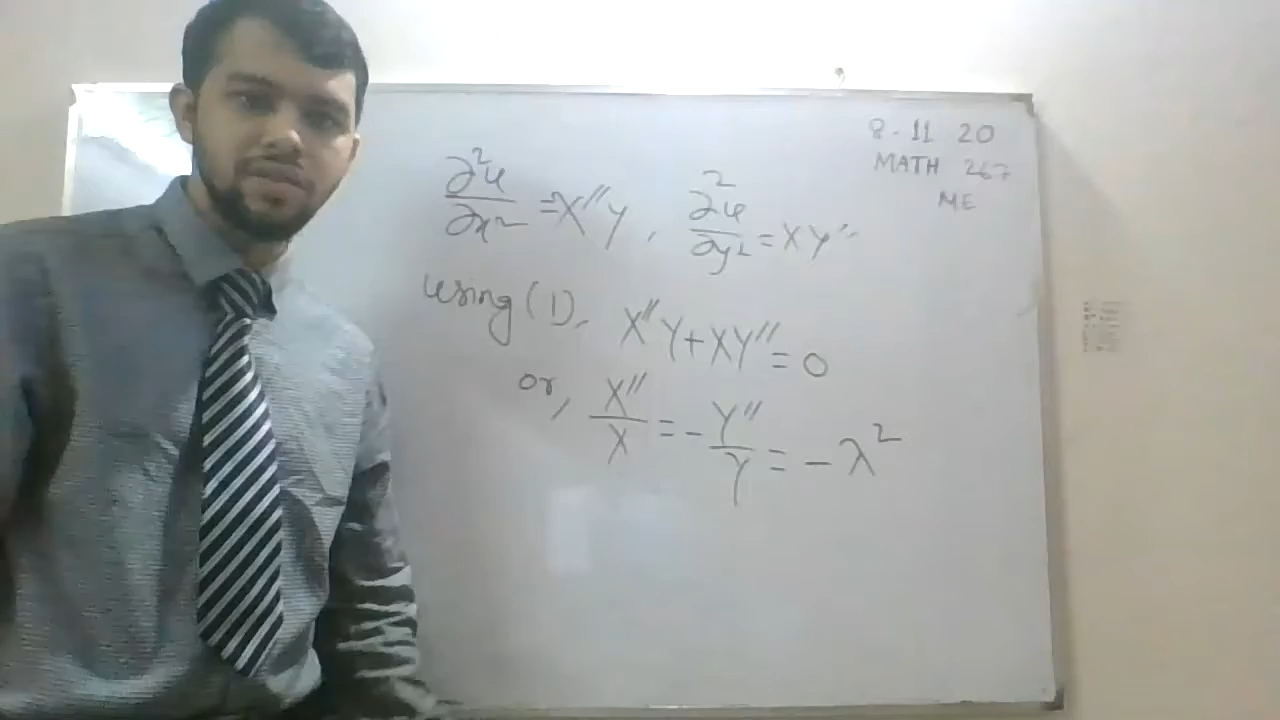 8-11 20
MATH 267
ME
∂²u/∂x² = X″Y, ∂²u/∂y² = XY″
using (1), X″Y + XY″ = 0
or, X″/X = -Y″/Y = -λ²